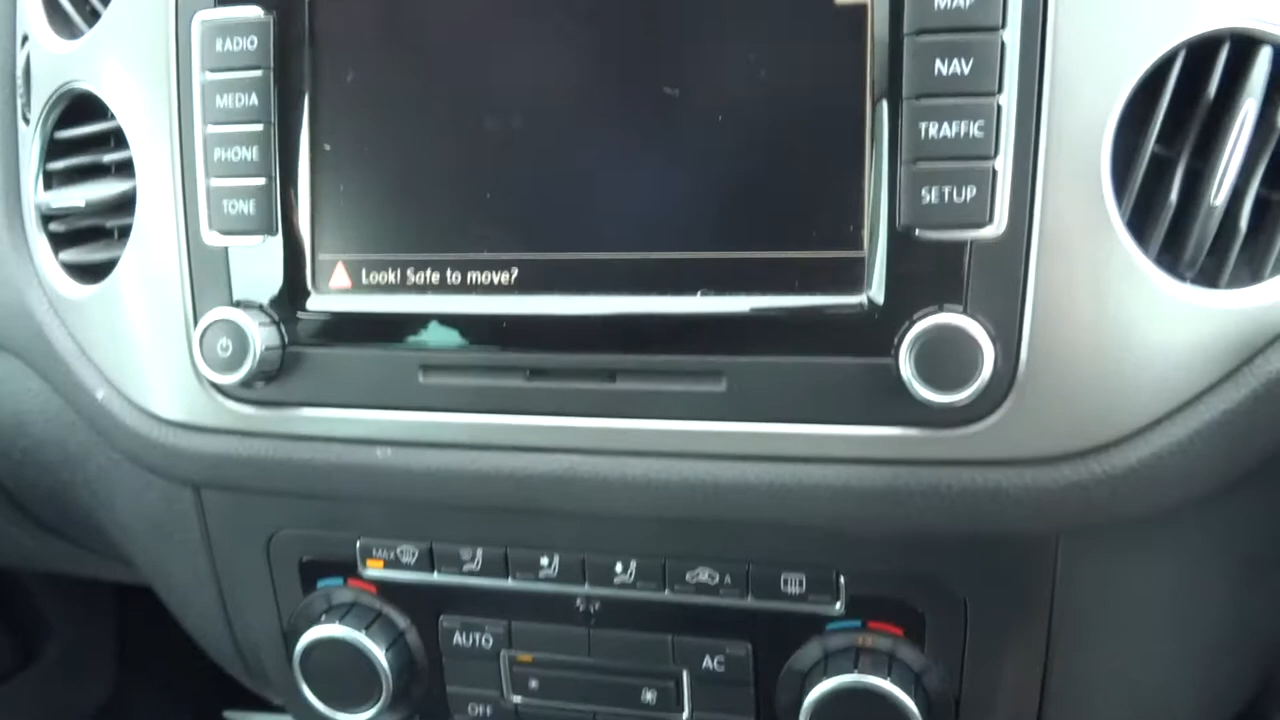 RADIO
MEDIA
PHONE
TONE
MAP
NAV
TRAFFIC
SETUP
Look! Safe to move?
MAX
A
AUTO
AC
OFF